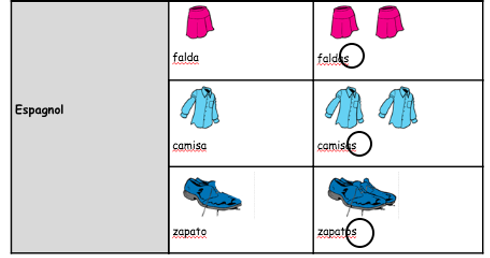 falda faldas
Espagnol
camisa camisas
zapato zapatos